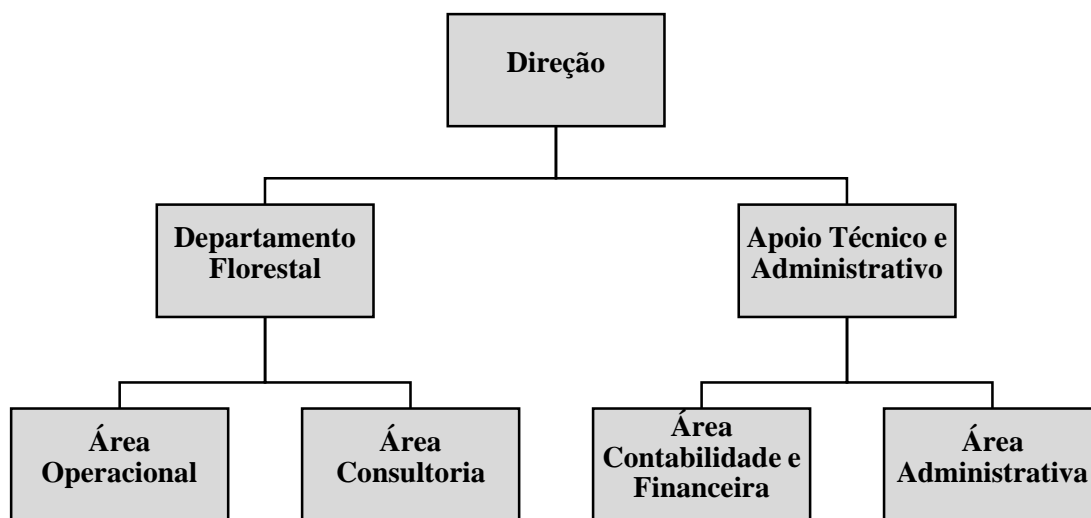 Direção
Departamento
Florestal
Apoio Técnico e
Administrativo
Área
Operacional
Área
Consultoria
Área
Contabilidade e
Financeira
Área
Administrativa